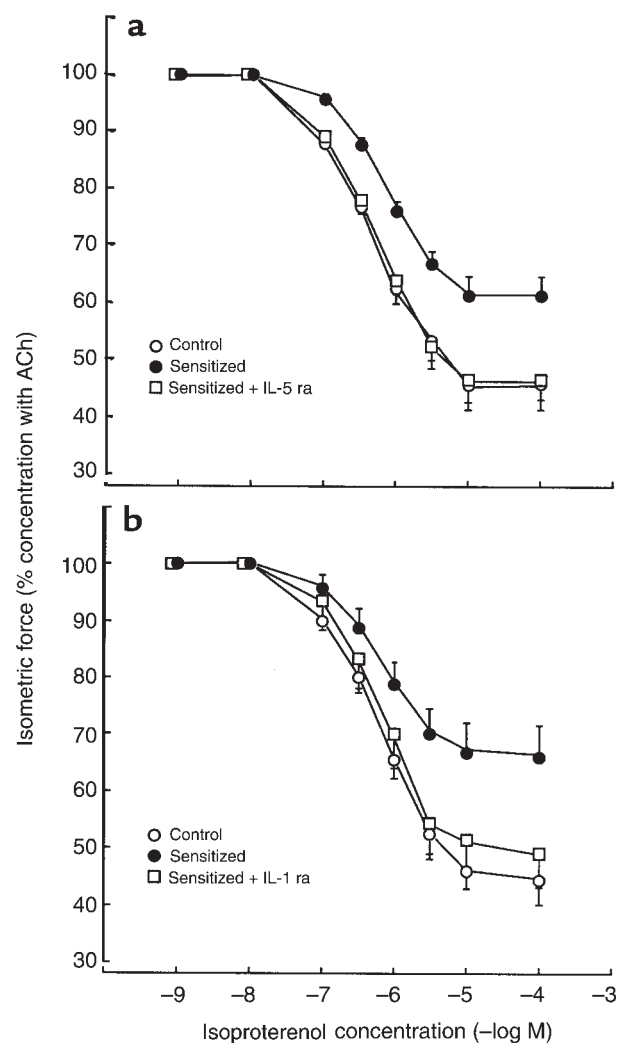 a
100
90
80
70
60
50
40
30
Control
Sensitized
Sensitized + IL-5 ra
Isometric force (% concentration with ACh)
b
100
90
80
70
60
50
40
30
Control
Sensitized
Sensitized + IL-1 ra
–9 –8 –7 –6 –5 –4 –3
Isoproterenol concentration (–log M)